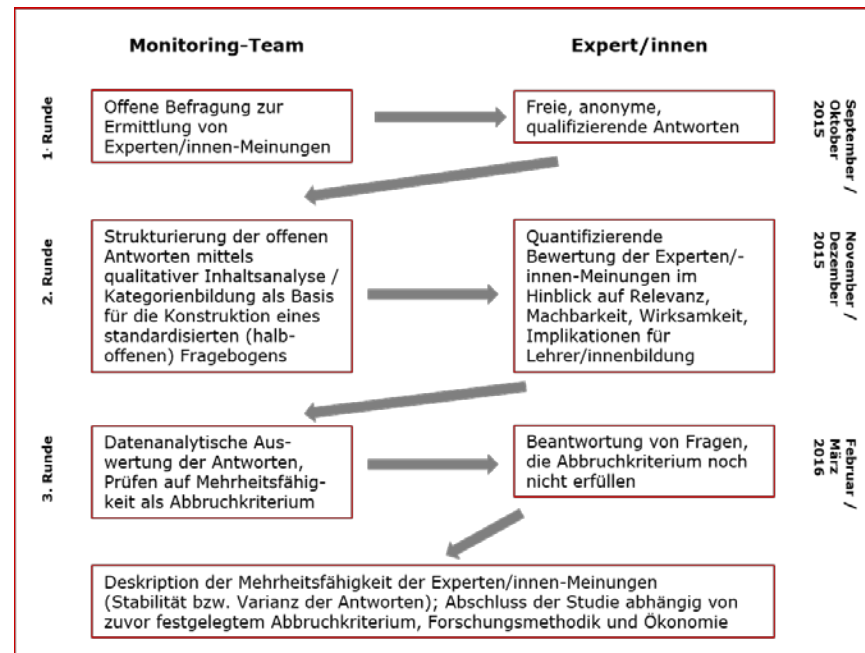 Monitoring-Team
Expert/innen
1. Runde
Offene Befragung zur
Ermittlung von
Experten/innen-Meinungen
Freie, anonyme,
qualifizierende Antworten
September /
Oktober
2015
2. Runde
Strukturierung der offenen
Antworten mittels
qualitativer Inhaltsanalyse /
Kategorienbildung als Basis
für die Konstruktion eines
standardisierten (halb-
offenen) Fragebogens
Quantifizierende
Bewertung der Experten/-
innen-Meinungen im
Hinblick auf Relevanz,
Machbarkeit, Wirksamkeit,
Implikationen für
Lehrer/innenbildung
November /
Dezember
2015
3. Runde
Datenanalytische Aus-
wertung der Antworten,
Prüfen auf Mehrheitsfähig-
keit als Abbruchkriterium
Beantwortung von Fragen,
die Abbruchkriterium noch
nicht erfüllen
Februar /
März
2016
Deskription der Mehrheitsfähigkeit der Experten/innen-Meinungen
(Stabilität bzw. Varianz der Antworten); Abschluss der Studie abhängig von
zuvor festgelegtem Abbruchkriterium, Forschungsmethodik und Ökonomie